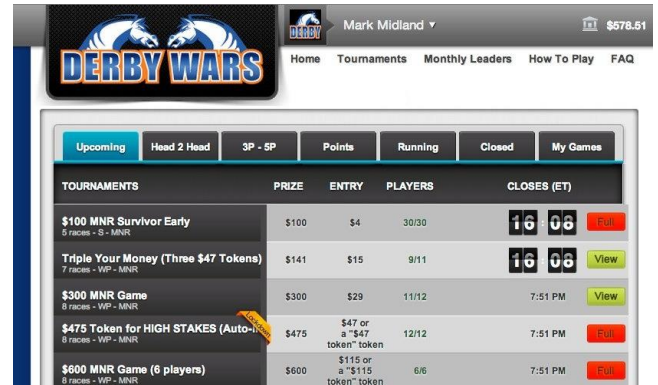 DERBY
Mark Midland ▼
$578.51
DERBY WARS
Home Tournaments Monthly Leaders How To Play FAQ
Upcoming Head 2 Head 3P - 5P Points Running Closed My Games
TOURNAMENTS PRIZE ENTRY PLAYERS CLOSES (ET)
$100 MNR Survivor Early $100 $4 30/30 16 : 08 Full
5 races - S - MNR
Triple Your Money (Three $47 Tokens) $141 $15 9/11 16 : 08 View
7 races - WP - MNR
$300 MNR Game $300 $29 11/12 7:51 PM View
8 races - WP - MNR
Lockdown
$475 Token for HIGH STAKES (Auto- $475 $47 or a "$47 token" token 12/12 7:51 PM Full
8 races - WP - MNR
$600 MNR Game (6 players) $600 $115 or a "$115 token" token 6/6 7:51 PM Full
8 races - WP - MNR